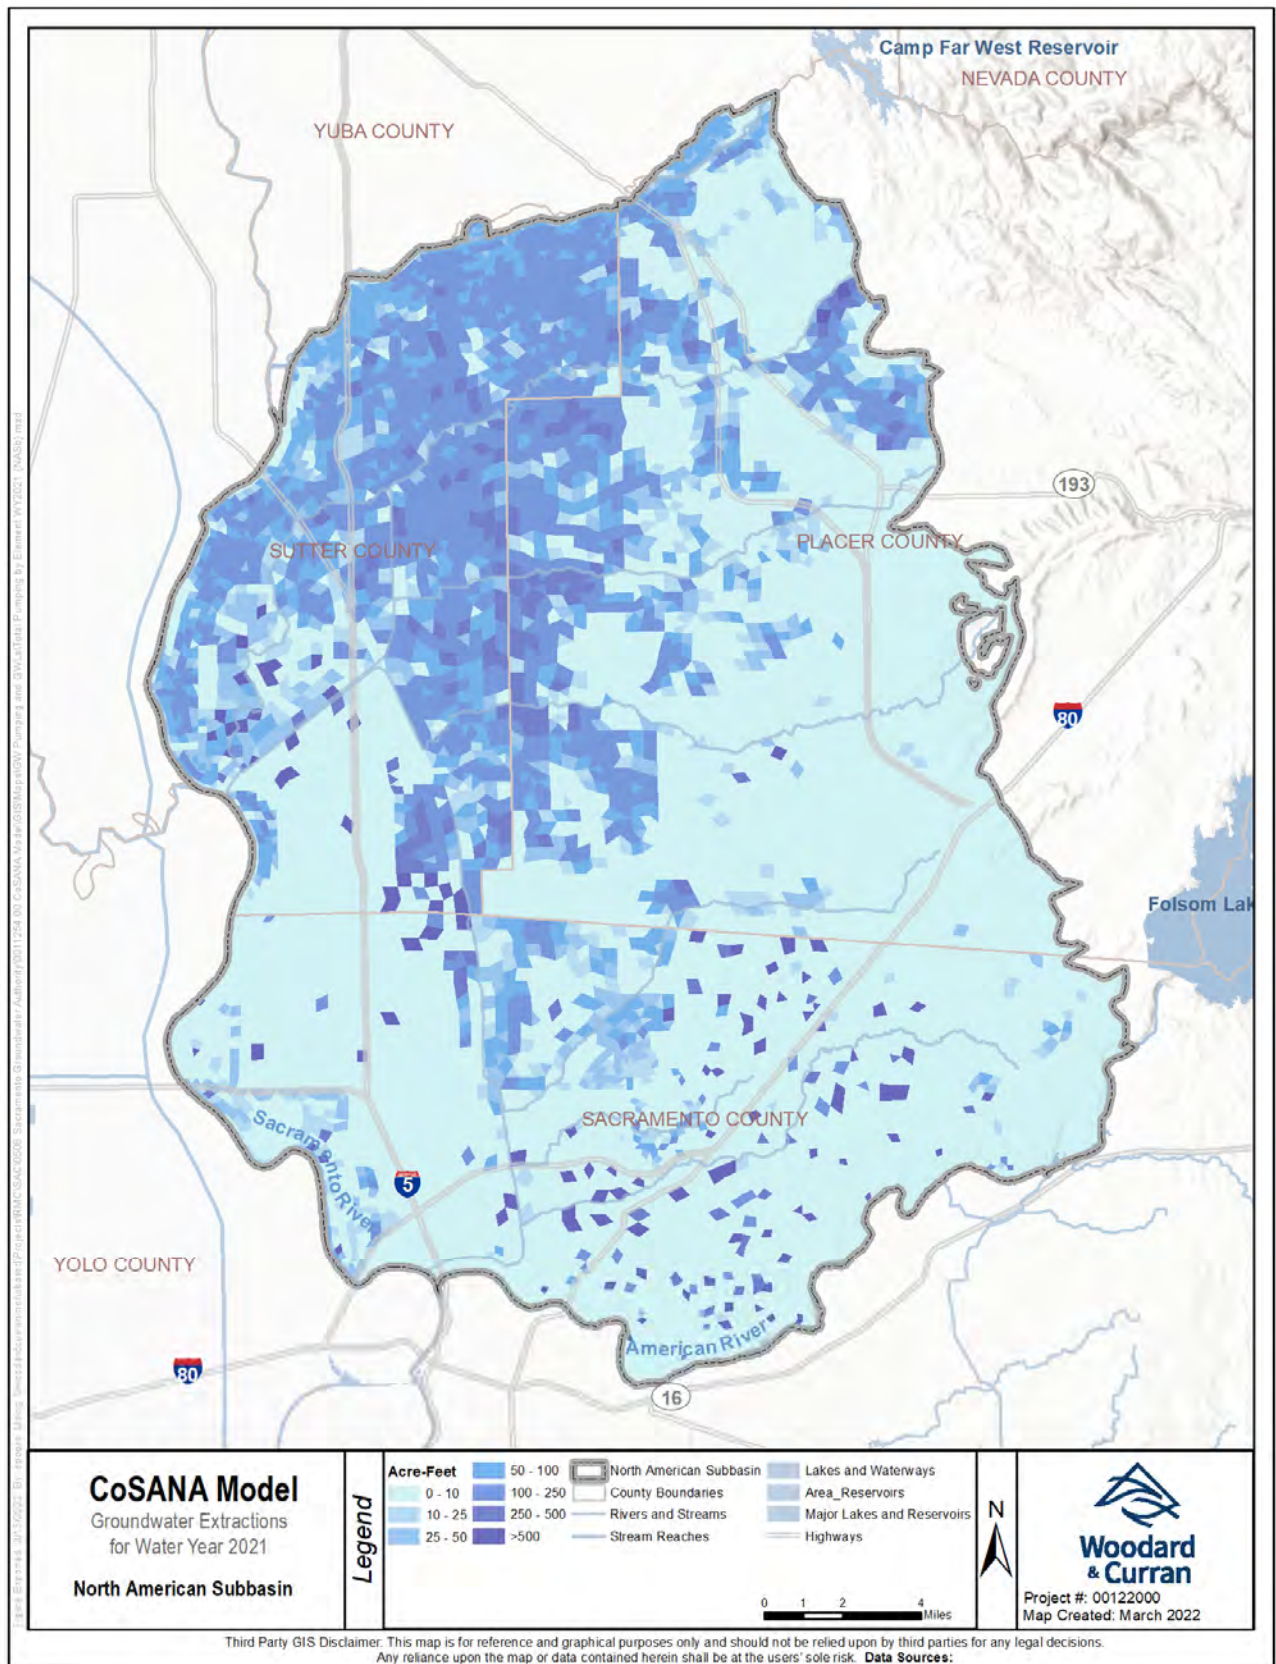 Camp Far West Reservoir
NEVADA COUNTY
YUBA COUNTY
193
SUTTER COUNTY
PLACER COUNTY
80
Folsom Lak
SACRAMENTO COUNTY
Sacramento River
5
YOLO COUNTY
American River
80
16
CoSANA Model
Groundwater Extractions
for Water Year 2021
North American Subbasin
Legend
Acre-Feet
0 - 10
10 - 25
25 - 50
50 - 100
100 - 250
250 - 500
>500
North American Subbasin
County Boundaries
Rivers and Streams
Stream Reaches
Lakes and Waterways
Area_Reservoirs
Major Lakes and Reservoirs
Highways
0 1 2 4
Miles
N
Woodard
& Curran
Project #: 00122000
Map Created: March 2022
Third Party GIS Disclaimer: This map is for reference and graphical purposes only and should not be relied upon by third parties for any legal decisions.
Any reliance upon the map or data contained herein shall be at the users' sole risk. Data Sources: